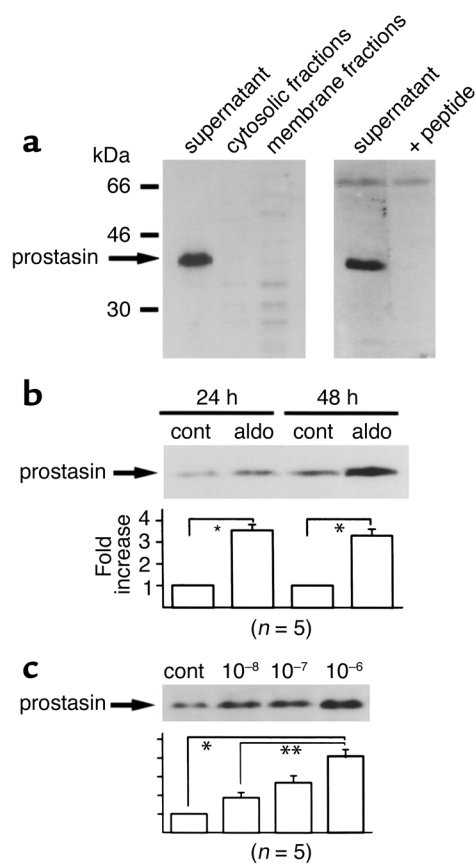 a
supernatant
cytosolic fractions
membrane fractions
supernatant
+ peptide
kDa
66
46
prostasin
30
b
24 h 48 h
cont aldo cont aldo
prostasin
Fold
increase
4
3
2
1
* *
(n = 5)
c
cont 10⁻⁸ 10⁻⁷ 10⁻⁶
prostasin
* **
(n = 5)